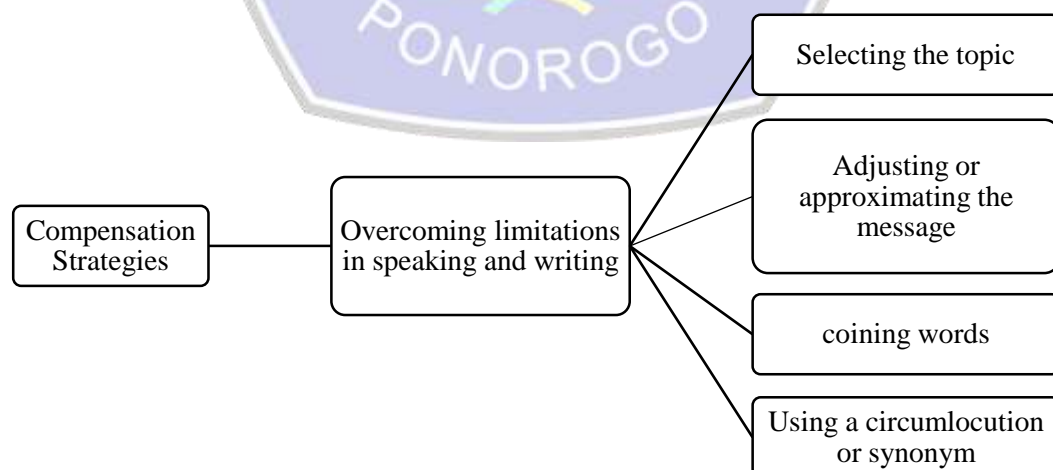 PONOROGO
Selecting the topic
Adjusting or
approximating the
message
Compensation
Strategies
Overcoming limitations
in speaking and writing
coining words
Using a circumlocution
or synonym